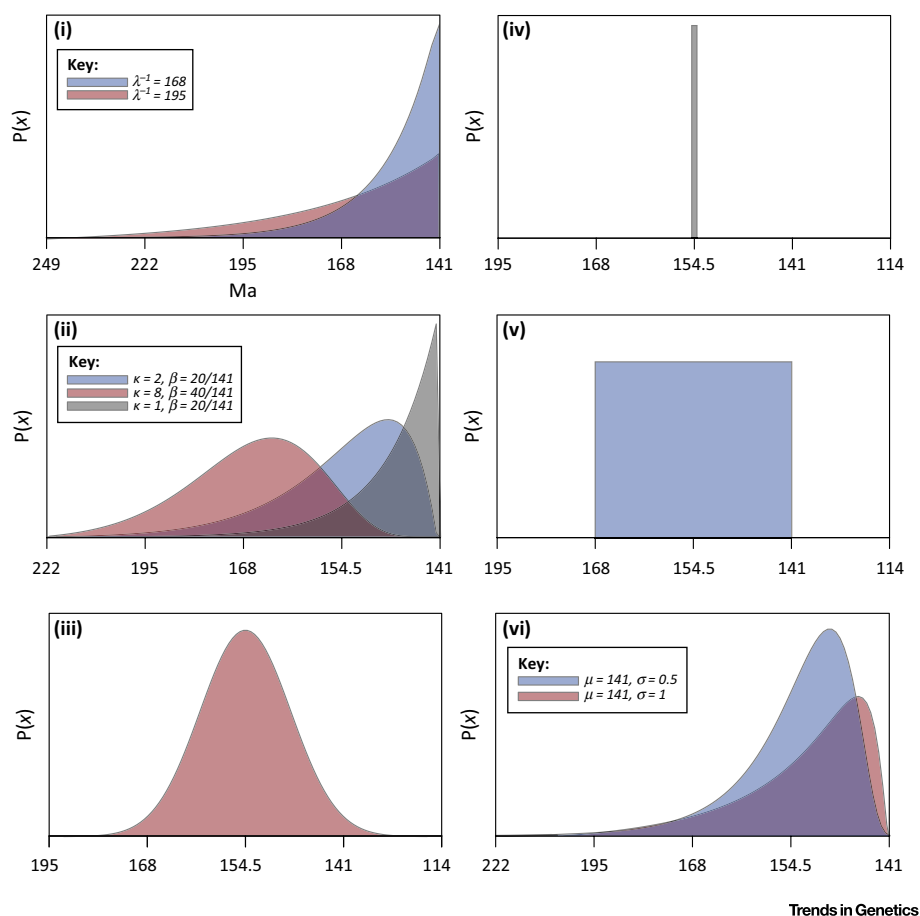 (i)
Key:
λ⁻¹ = 168
λ⁻¹ = 195
P(x)
249 222 195 168 141
Ma
(iv)
P(x)
195 168 154.5 141 114
(ii)
Key:
κ = 2, β = 20/141
κ = 8, β = 40/141
κ = 1, β = 20/141
P(x)
222 195 168 154.5 141
(v)
P(x)
195 168 154.5 141 114
(iii)
P(x)
195 168 154.5 141 114
(vi)
Key:
μ = 141, σ = 0.5
μ = 141, σ = 1
P(x)
222 195 168 154.5 141
Trends in Genetics